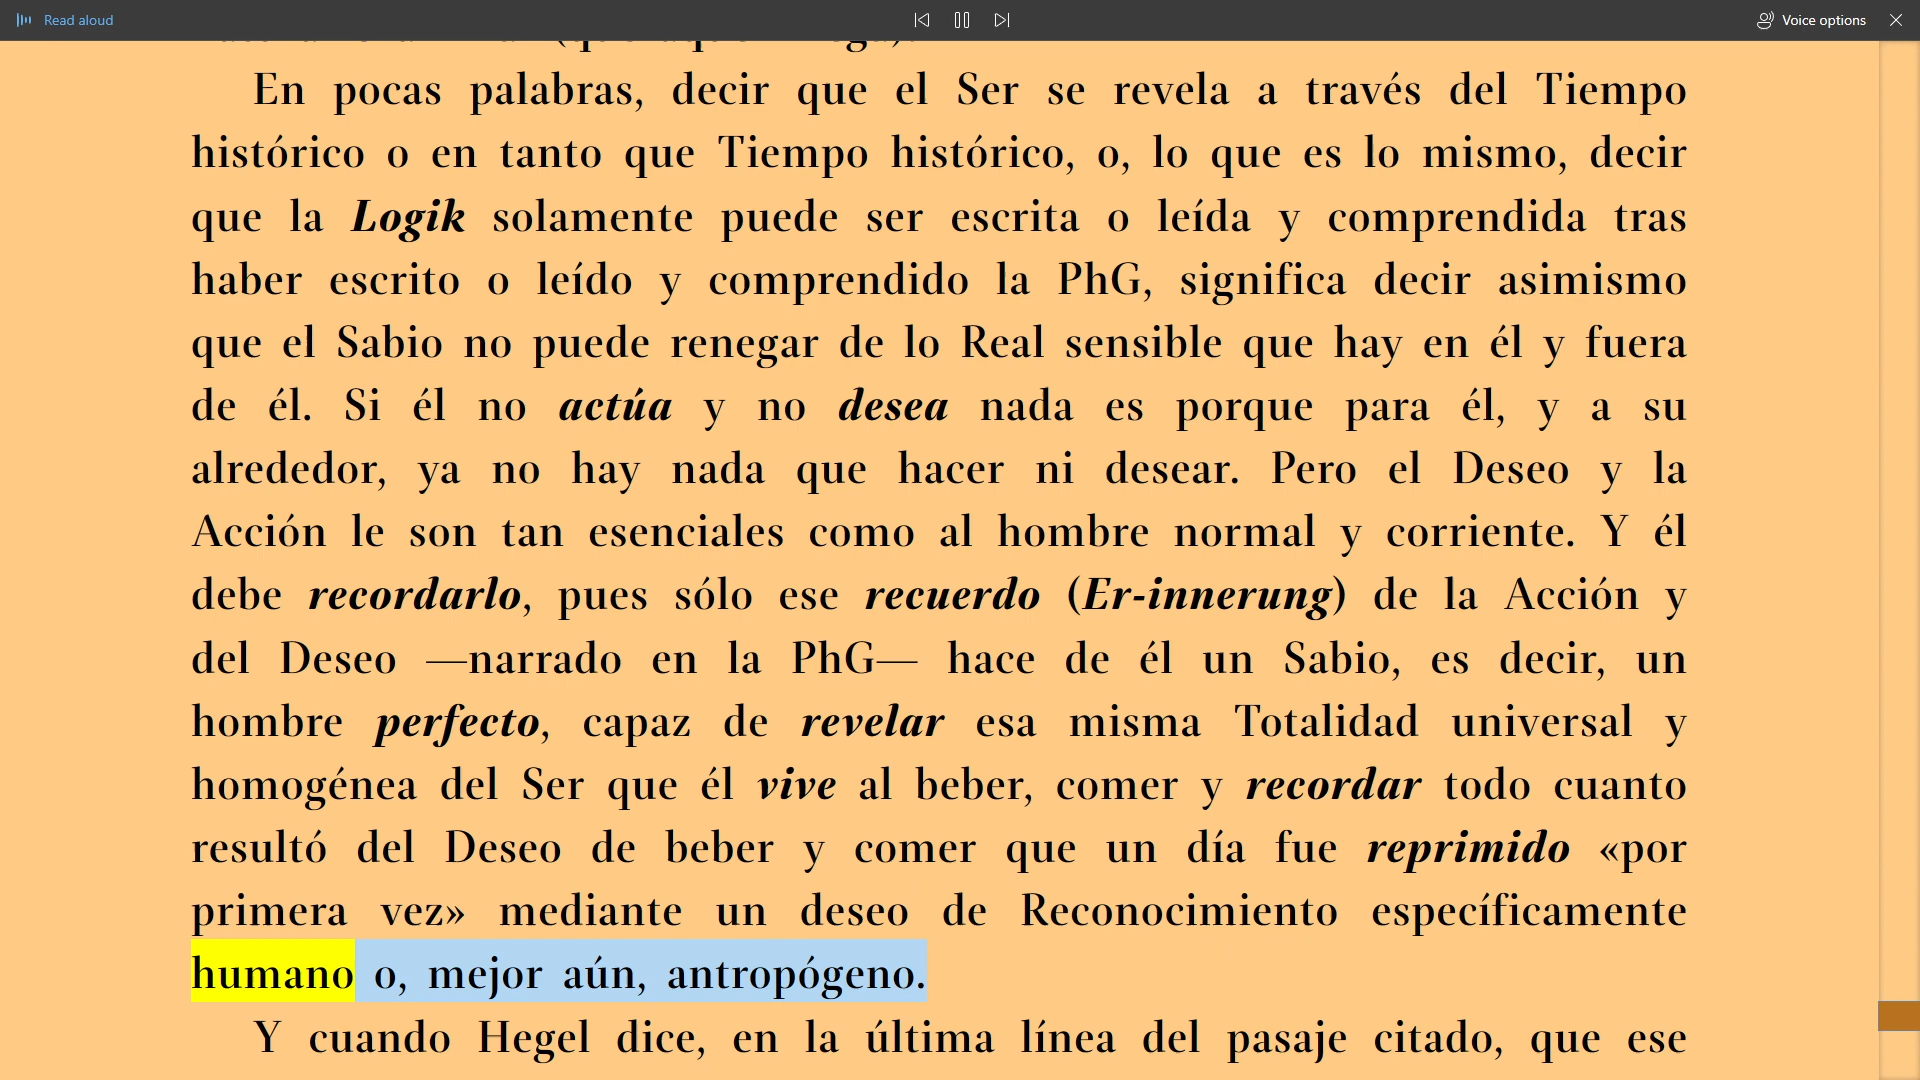 Read aloud
Voice options
En pocas palabras, decir que el Ser se revela a través del Tiempo
histórico o en tanto que Tiempo histórico, o, lo que es lo mismo, decir
que la Logik solamente puede ser escrita o leída y comprendida tras
haber escrito o leído y comprendido la PhG, significa decir asimismo
que el Sabio no puede renegar de lo Real sensible que hay en él y fuera
de él. Si él no actúa y no desea nada es porque para él, y a su
alrededor, ya no hay nada que hacer ni desear. Pero el Deseo y la
Acción le son tan esenciales como al hombre normal y corriente. Y él
debe recordarlo, pues sólo ese recuerdo (Er-innerung) de la Acción y
del Deseo —narrado en la PhG— hace de él un Sabio, es decir, un
hombre perfecto, capaz de revelar esa misma Totalidad universal y
homogénea del Ser que él vive al beber, comer y recordar todo cuanto
resultó del Deseo de beber y comer que un día fue reprimido «por
primera vez» mediante un deseo de Reconocimiento específicamente
humano o, mejor aún, antropógeno.
Y cuando Hegel dice, en la última línea del pasaje citado, que ese